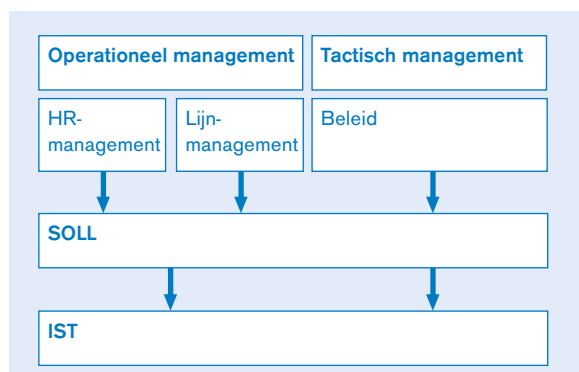 Operationeel management
Tactisch management
HR-
management
Lijn-
management
Beleid
SOLL
IST